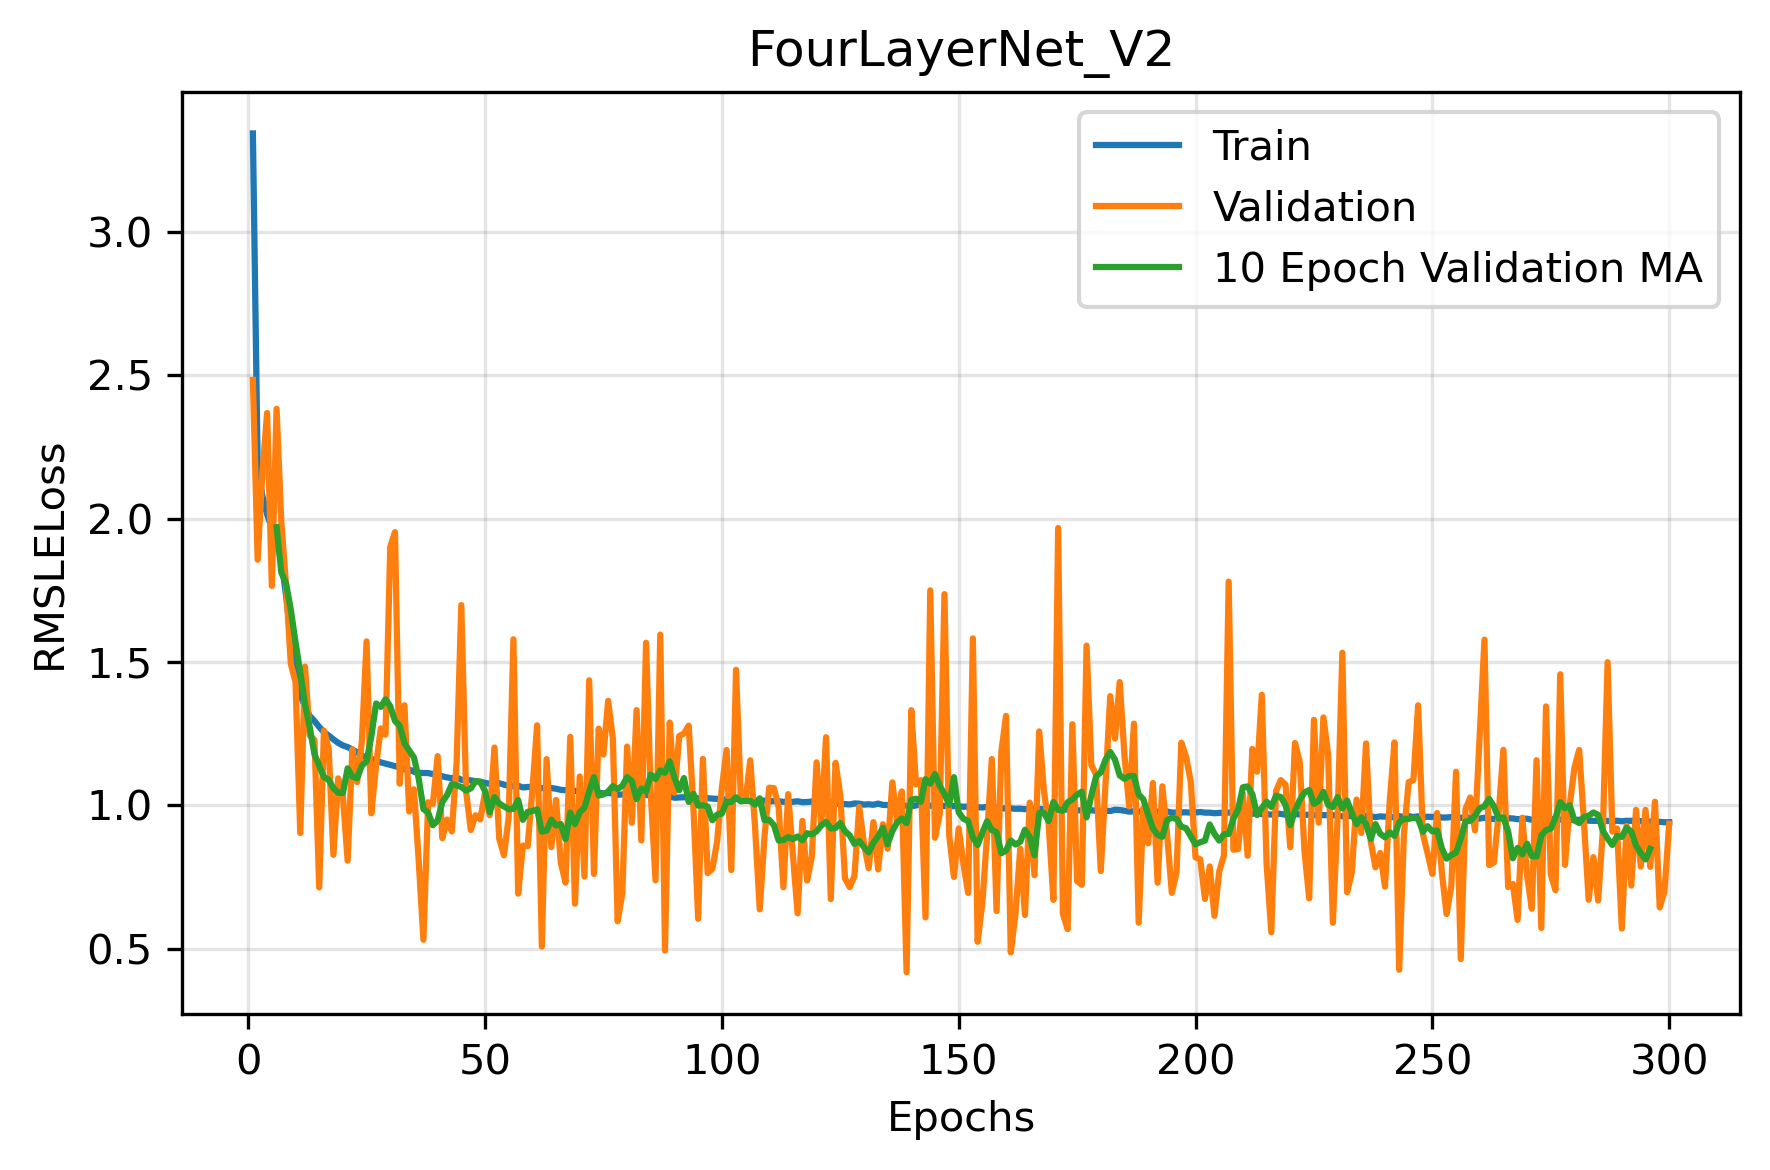 FourLayerNet_V2
Train
Validation
10 Epoch Validation MA
3.0
2.5
2.0
1.5
1.0
0.5
RMSLELoss
0 50 100 150 200 250 300
Epochs